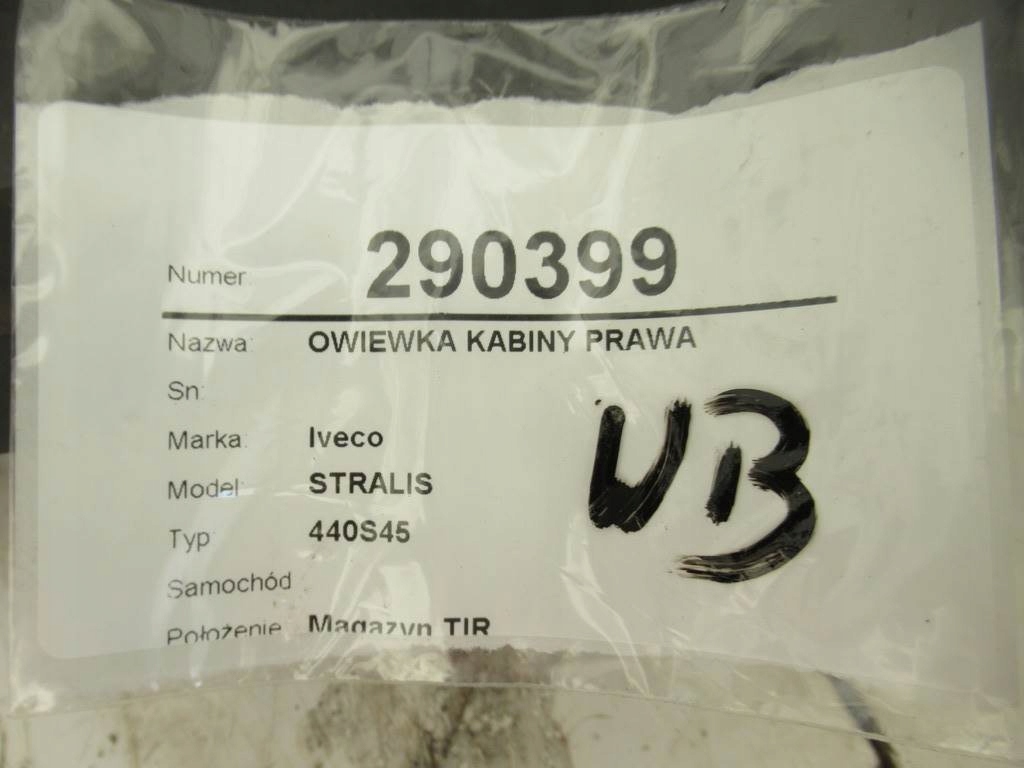 Numer: 290399
Nazwa: OWIEWKA KABINY PRAWA
Sn:
Marka: Iveco
Model: STRALIS
Typ 440S45
Samochód
Położenie Magazyn TIR
UB